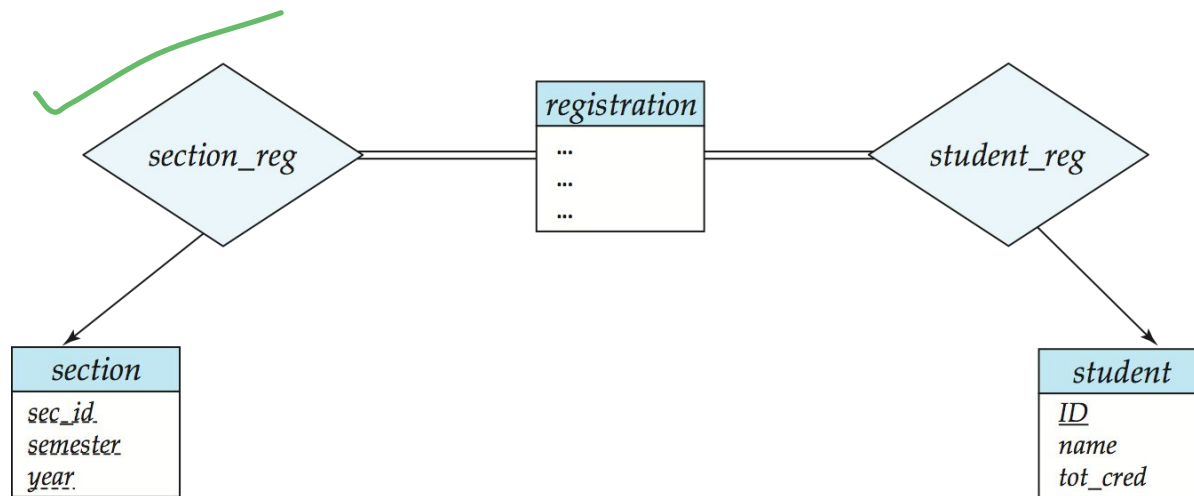 registration
section_reg
...
...
...
student_reg
section
sec_id
semester
year
student
ID
name
tot_cred